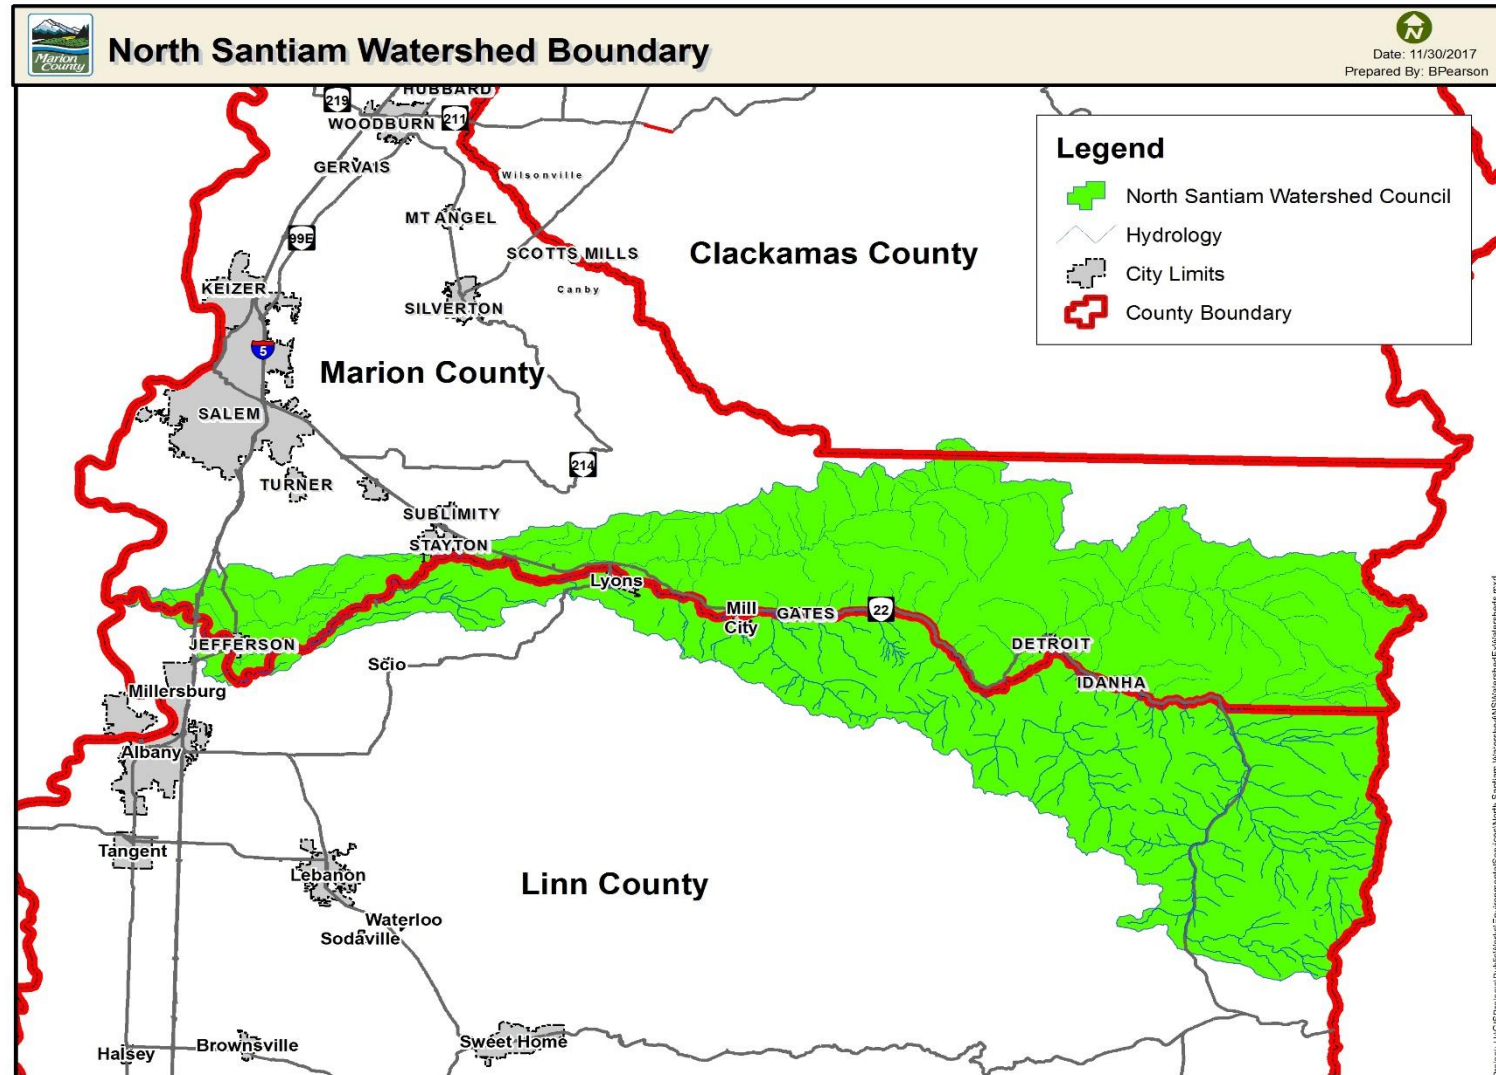 Marion
County
North Santiam Watershed Boundary
N
Date: 11/30/2017
Prepared By: BPearson
HUBBARD
219
211
WOODBURN
GERVAIS
Wilsonville
MT ANGEL
99E
SCOTTS MILLS
Clackamas County
KEIZER
Canby
SILVERTON
5
Marion County
SALEM
214
TURNER
SUBLIMITY
STAYTON
Lyons
Mill
City
GATES
22
JEFFERSON
DETROIT
Scio
IDANHA
Millersburg
Albany
Tangent
Lebanon
Linn County
Waterloo
Sodaville
Sweet Home
Brownsville
Halsey
Legend
North Santiam Watershed Council
Hydrology
City Limits
County Boundary